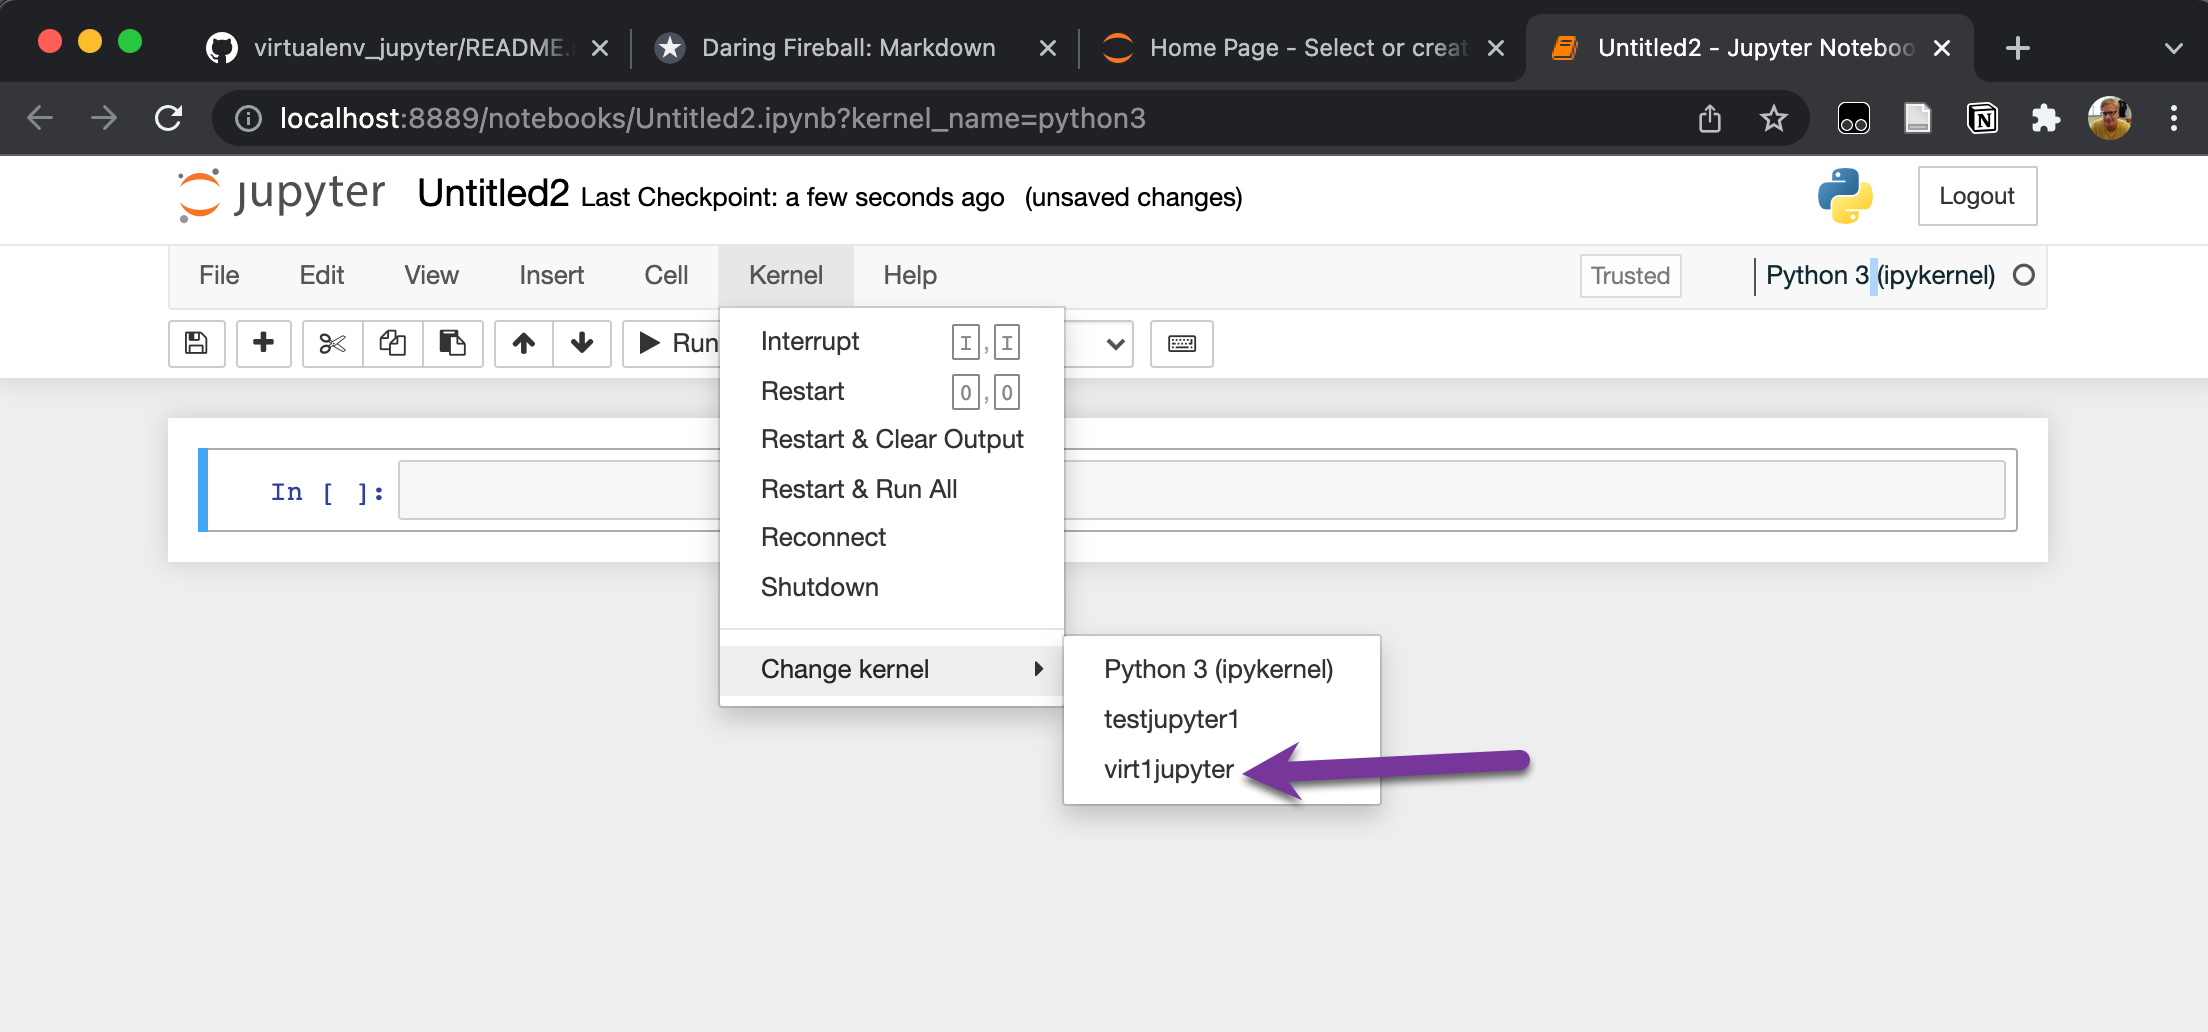 virtualenv_jupyter/README.
Daring Fireball: Markdown
Home Page - Select or creat
Untitled2 - Jupyter Noteboo
localhost:8889/notebooks/Untitled2.ipynb?kernel_name=python3
N
jupyter Untitled2 Last Checkpoint: a few seconds ago (unsaved changes)
Logout
File Edit View Insert Cell Kernel Help
Trusted
Python 3 (ipykernel)
Run
Interrupt I,I
Restart 0,0
Restart & Clear Output
Restart & Run All
Reconnect
Shutdown
Change kernel
In [ ]:
Python 3 (ipykernel)
testjupyter1
virt1jupyter